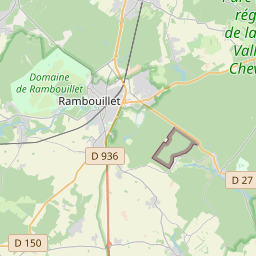 Parc
rég
de la
Vall
Chev
Domaine
de Rambouillet
Rambouillet
D 936
D 27
D 150